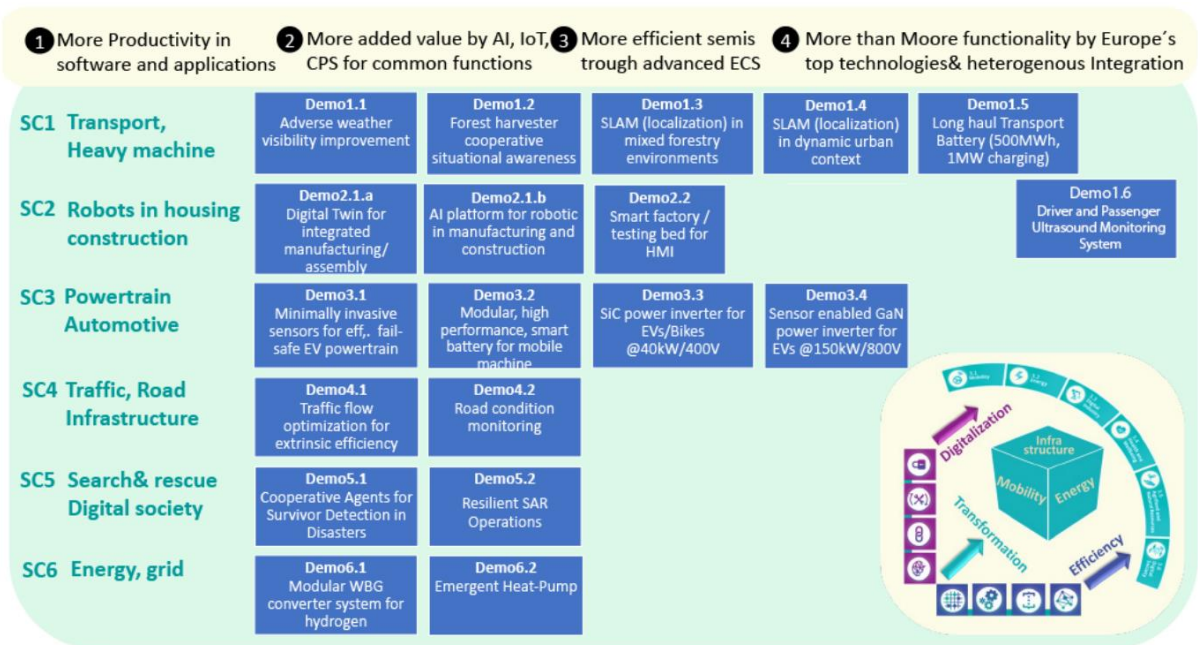 1 More Productivity in
software and applications
2 More added value by AI, IoT,
CPS for common functions
3 More efficient semis
trough advanced ECS
4 More than Moore functionality by Europe´s
top technologies& heterogenous Integration
SC1 Transport,
Heavy machine
Demo1.1
Adverse weather
visibility improvement
Demo1.2
Forest harvester
cooperative
situational awareness
Demo1.3
SLAM (localization) in
mixed forestry
environments
Demo1.4
SLAM (localization)
in dynamic urban
context
Demo1.5
Long haul Transport
Battery (500MWh,
1MW charging)
Demo1.6
Driver and Passenger
Ultrasound Monitoring
System
SC2 Robots in housing
construction
Demo2.1.a
Digital Twin for
integrated
manufacturing/
assembly
Demo2.1.b
AI platform for robotic
in manufacturing and
construction
Demo2.2
Smart factory /
testing bed for
HMI
SC3 Powertrain
Automotive
Demo3.1
Minimally invasive
sensors for eff,. fail-
safe EV powertrain
Demo3.2
Modular, high
performance, smart
battery for mobile
machine
Demo3.3
SiC power inverter for
EVs/Bikes
@40kW/400V
Demo3.4
Sensor enabled GaN
power inverter for
EVs @150kW/800V
SC4 Traffic, Road
Infrastructure
Demo4.1
Traffic flow
optimization for
extrinsic efficiency
Demo4.2
Road condition
monitoring
SC5 Search& rescue
Digital society
Demo5.1
Cooperative Agents for
Survivor Detection in
Disasters
Demo5.2
Resilient SAR
Operations
SC6 Energy, grid
Demo6.1
Modular WBG
converter system for
hydrogen
Demo6.2
Emergent Heat-Pump
Digitalization
Transformation
Efficiency
Infra
structure
Mobility
Energy